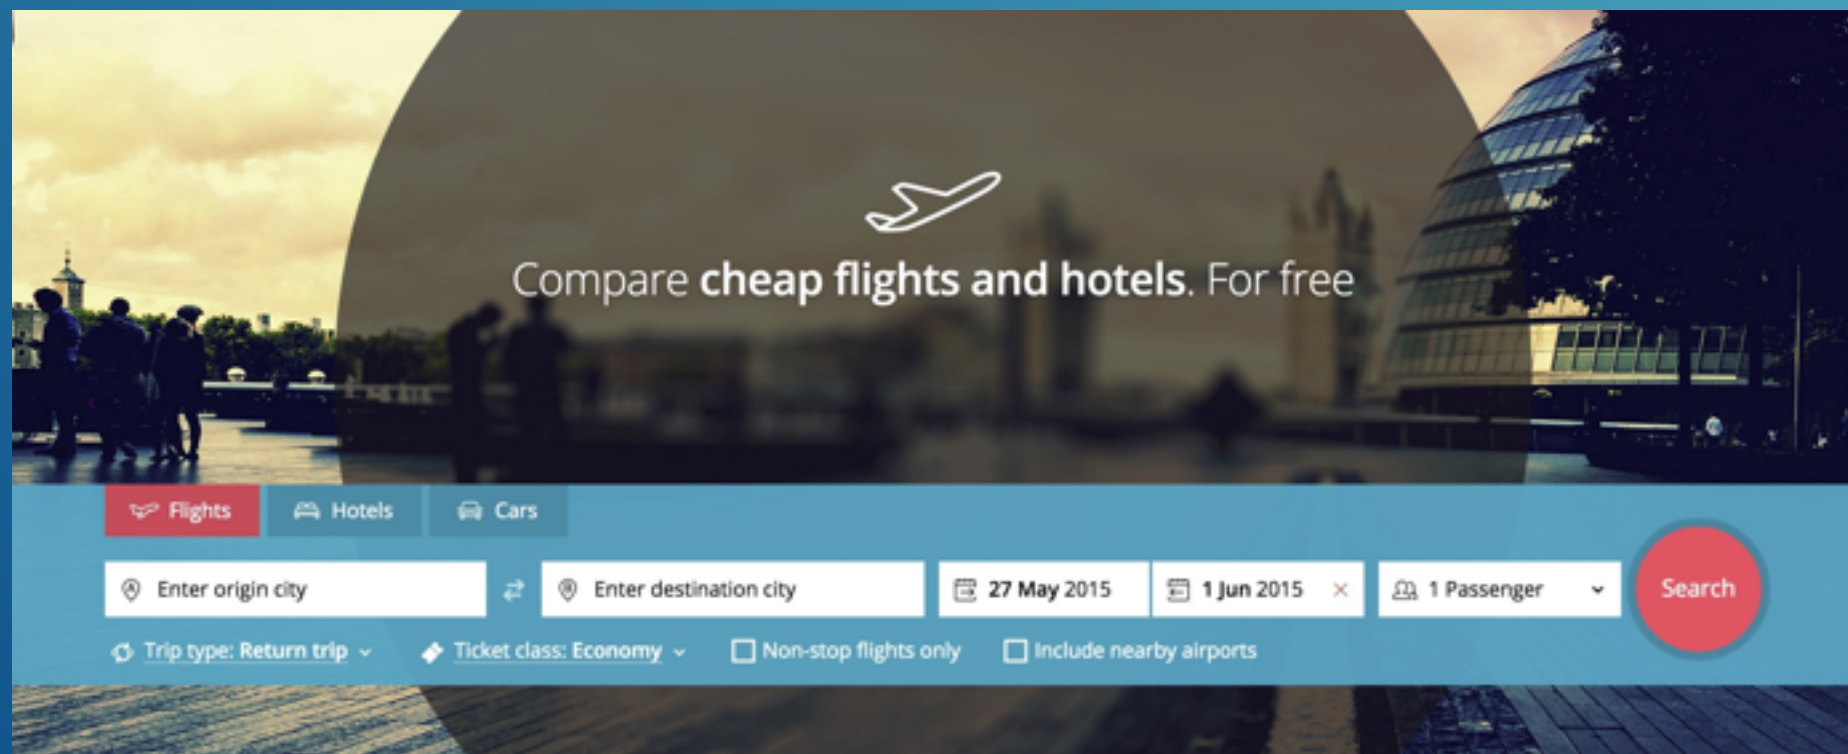 Compare cheap flights and hotels. For free
Flights Hotels Cars
Enter origin city Enter destination city 27 May 2015 1 Jun 2015 1 Passenger Search
Trip type: Return trip Ticket class: Economy Non-stop flights only Include nearby airports